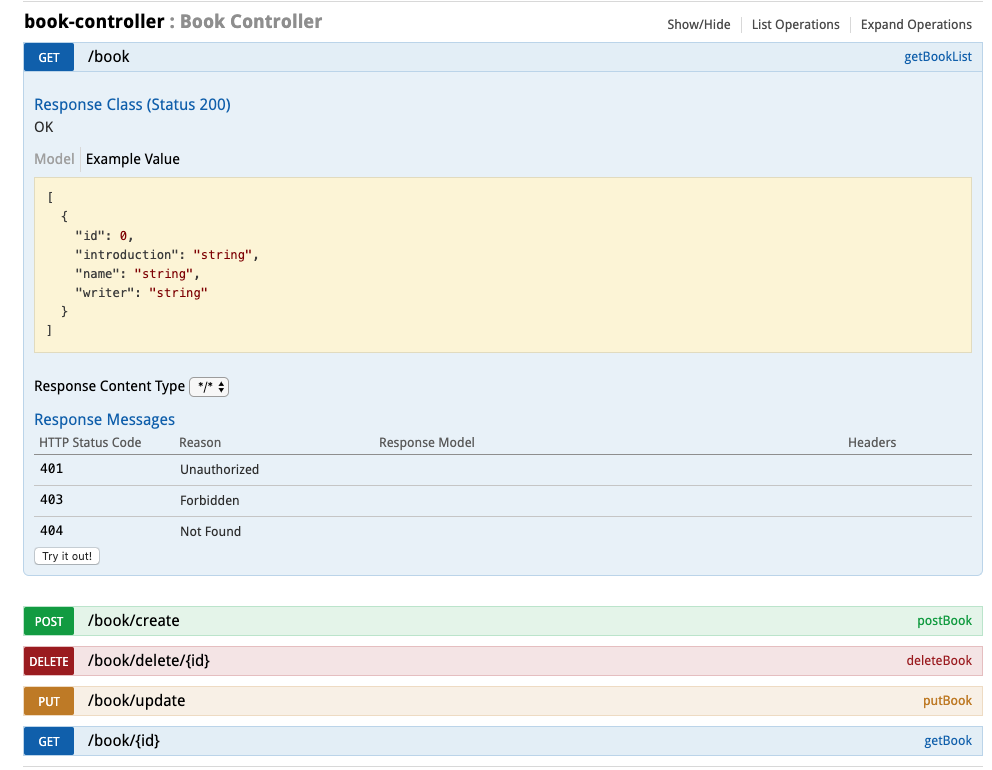 book-controller : Book Controller Show/Hide List Operations Expand Operations
GET /book getBookList
Response Class (Status 200)
OK
Model Example Value
[
  {
    "id": 0,
    "introduction": "string",
    "name": "string",
    "writer": "string"
  }
]
Response Content Type */*
Response Messages
HTTP Status Code Reason Response Model Headers
401 Unauthorized
403 Forbidden
404 Not Found
Try it out!
POST /book/create postBook
DELETE /book/delete/{id} deleteBook
PUT /book/update putBook
GET /book/{id} getBook